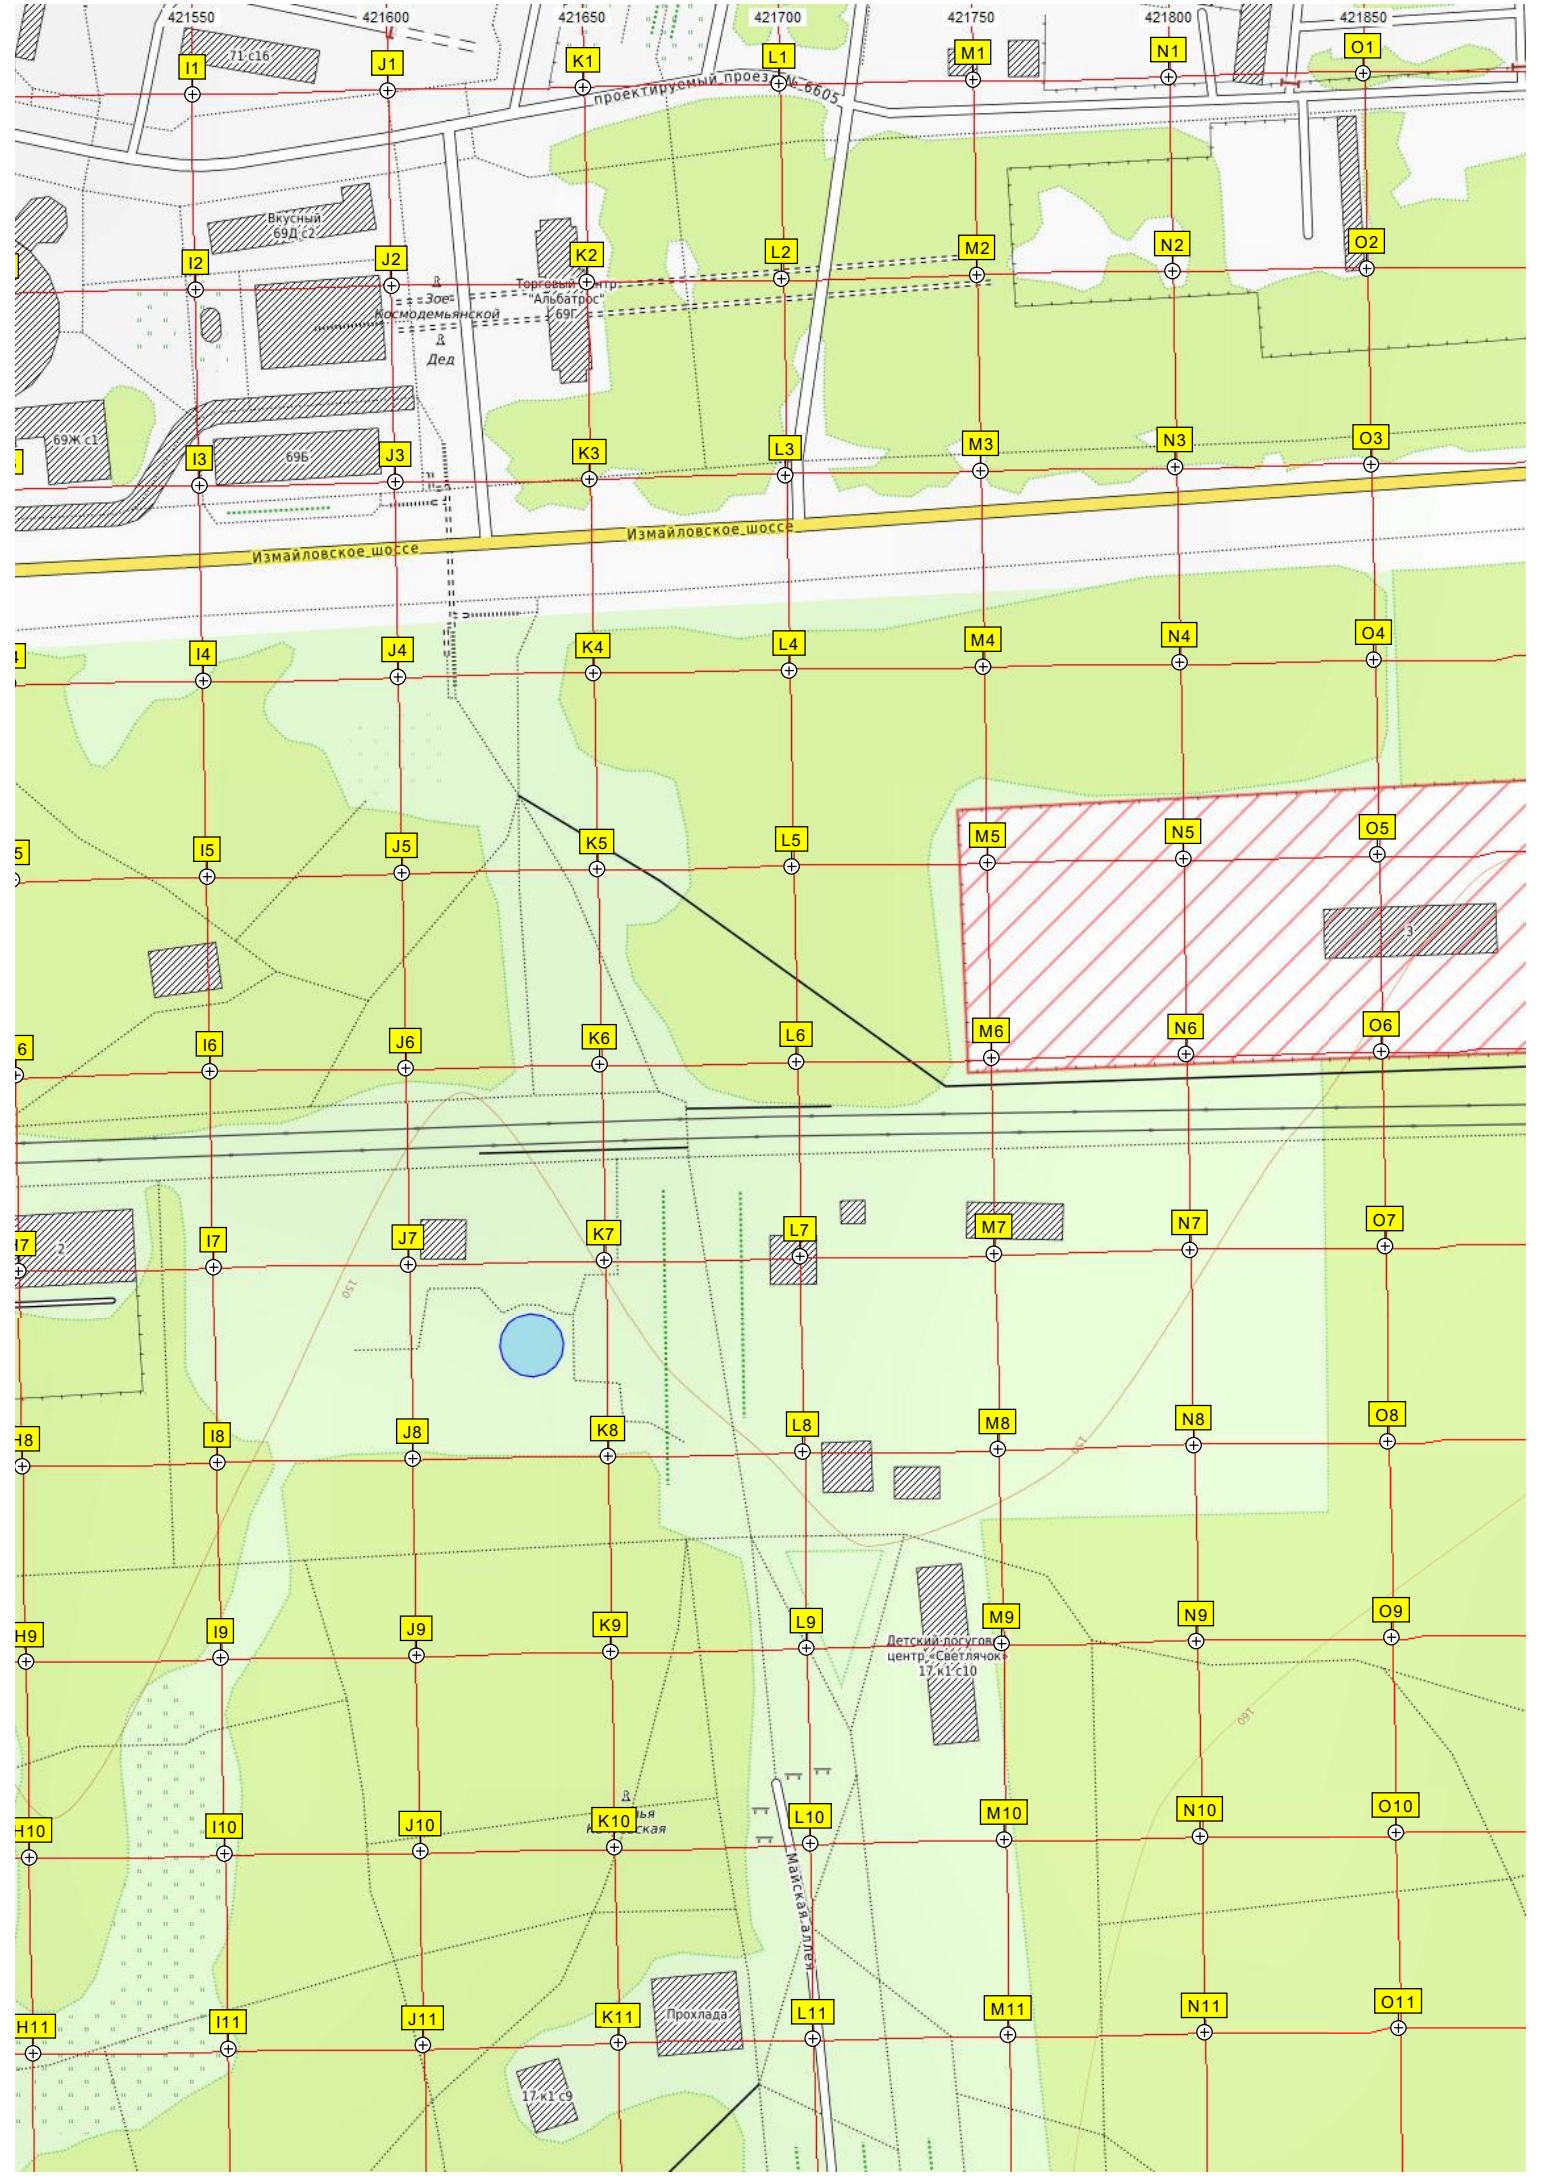 421550 421600 421650 421700 421750 421800 421850
I1 J1 K1 L1 M1 N1 O1
71 с16
проектируемый проезд № 6605
Вкусный
69Д с2
I2 J2 K2 L2 M2 N2 O2
Зое
Космодемьянской
Дед
"Альбатрос"
69Г
69Ж с1
69Б
I3 J3 K3 L3 M3 N3 O3
Измайловское шоссе
Измайловское шоссе
I4 J4 K4 L4 M4 N4 O4
5 I5 J5 K5 L5 M5 N5 O5
3
6 I6 J6 K6 L6 M6 N6 O6
2
H7 I7 J7 K7 L7 M7 N7 O7
150
H8 I8 J8 K8 L8 M8 N8 O8
150
H9 I9 J9 K9 L9 M9 N9 O9
Детский досугов
центр «Светлячок»
17 к1 с10
160
H10 I10 J10 K10 L10 M10 N10 O10
Майская аллея
H11 I11 J11 K11 L11 M11 N11 O11
Прохлада
17 к1 с9